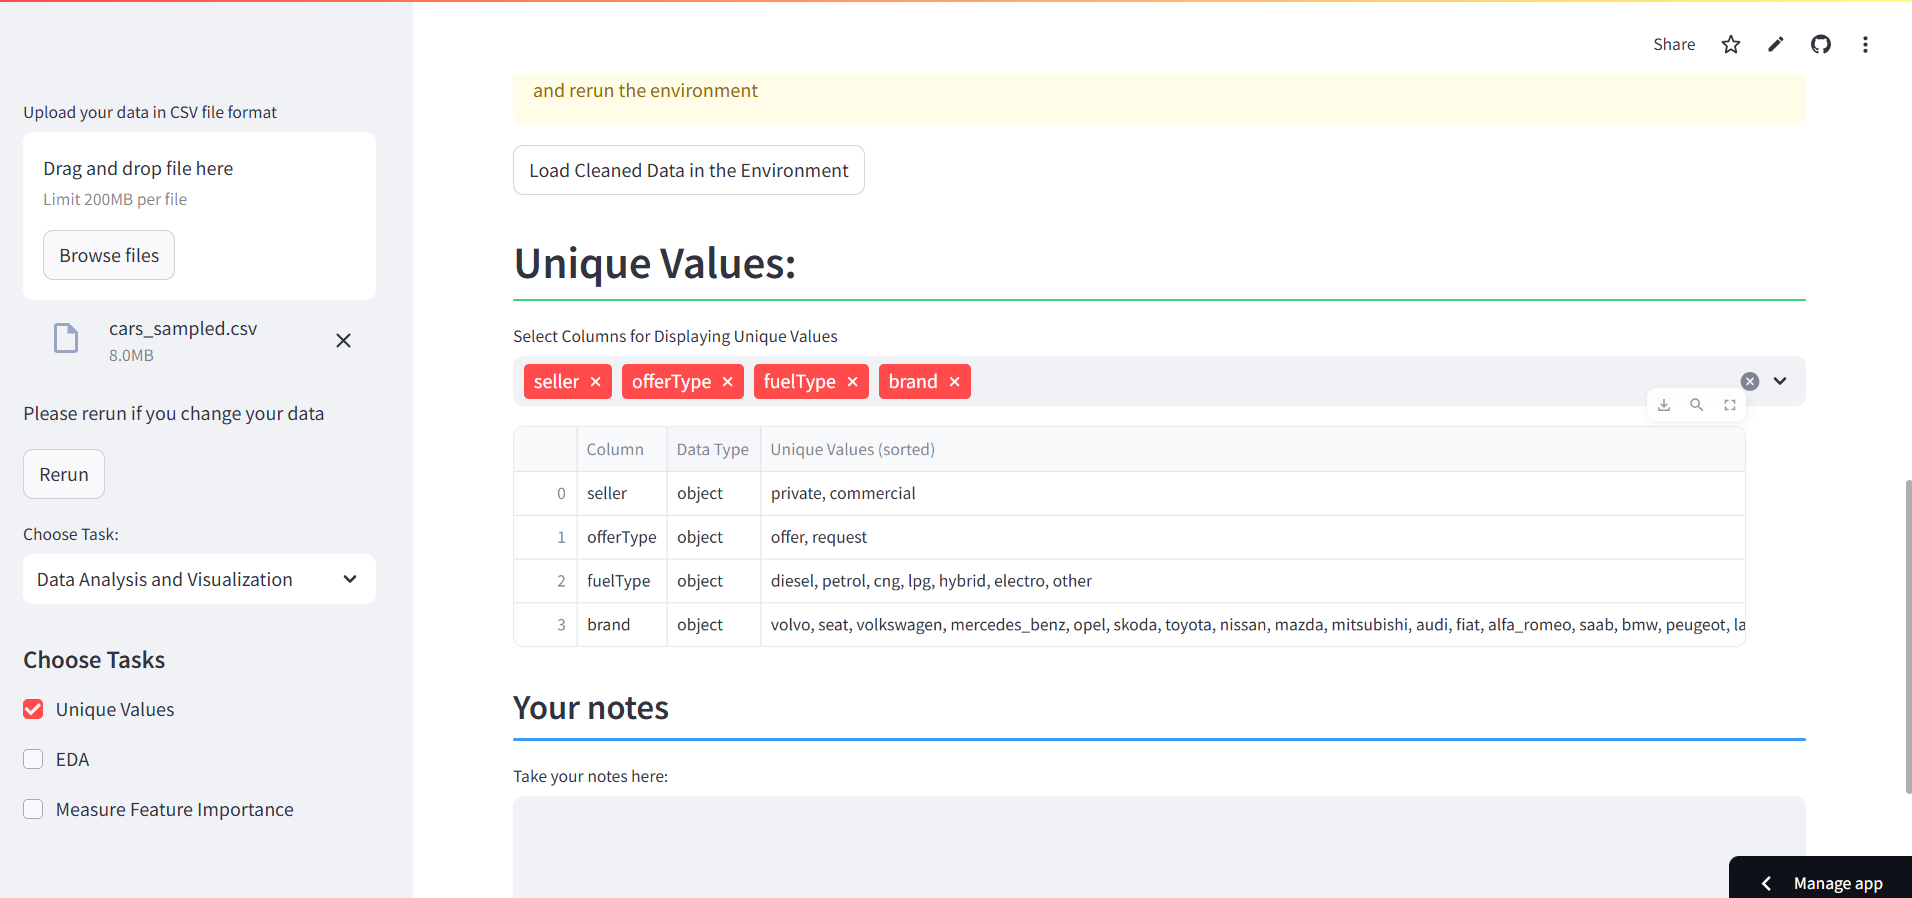 Share
Upload your data in CSV file format
Drag and drop file here
Limit 200MB per file
Browse files
cars_sampled.csv
8.0MB
Please rerun if you change your data
Rerun
Choose Task:
Data Analysis and Visualization
Choose Tasks
Unique Values
EDA
Measure Feature Importance
and rerun the environment
Load Cleaned Data in the Environment
Unique Values:
Select Columns for Displaying Unique Values
seller offerType fuelType brand
Column Data Type Unique Values (sorted)
0 seller object private, commercial
1 offerType object offer, request
2 fuelType object diesel, petrol, cng, lpg, hybrid, electro, other
3 brand object volvo, seat, volkswagen, mercedes_benz, opel, skoda, toyota, nissan, mazda, mitsubishi, audi, fiat, alfa_romeo, saab, bmw, peugeot, la
Your notes
Take your notes here:
Manage app